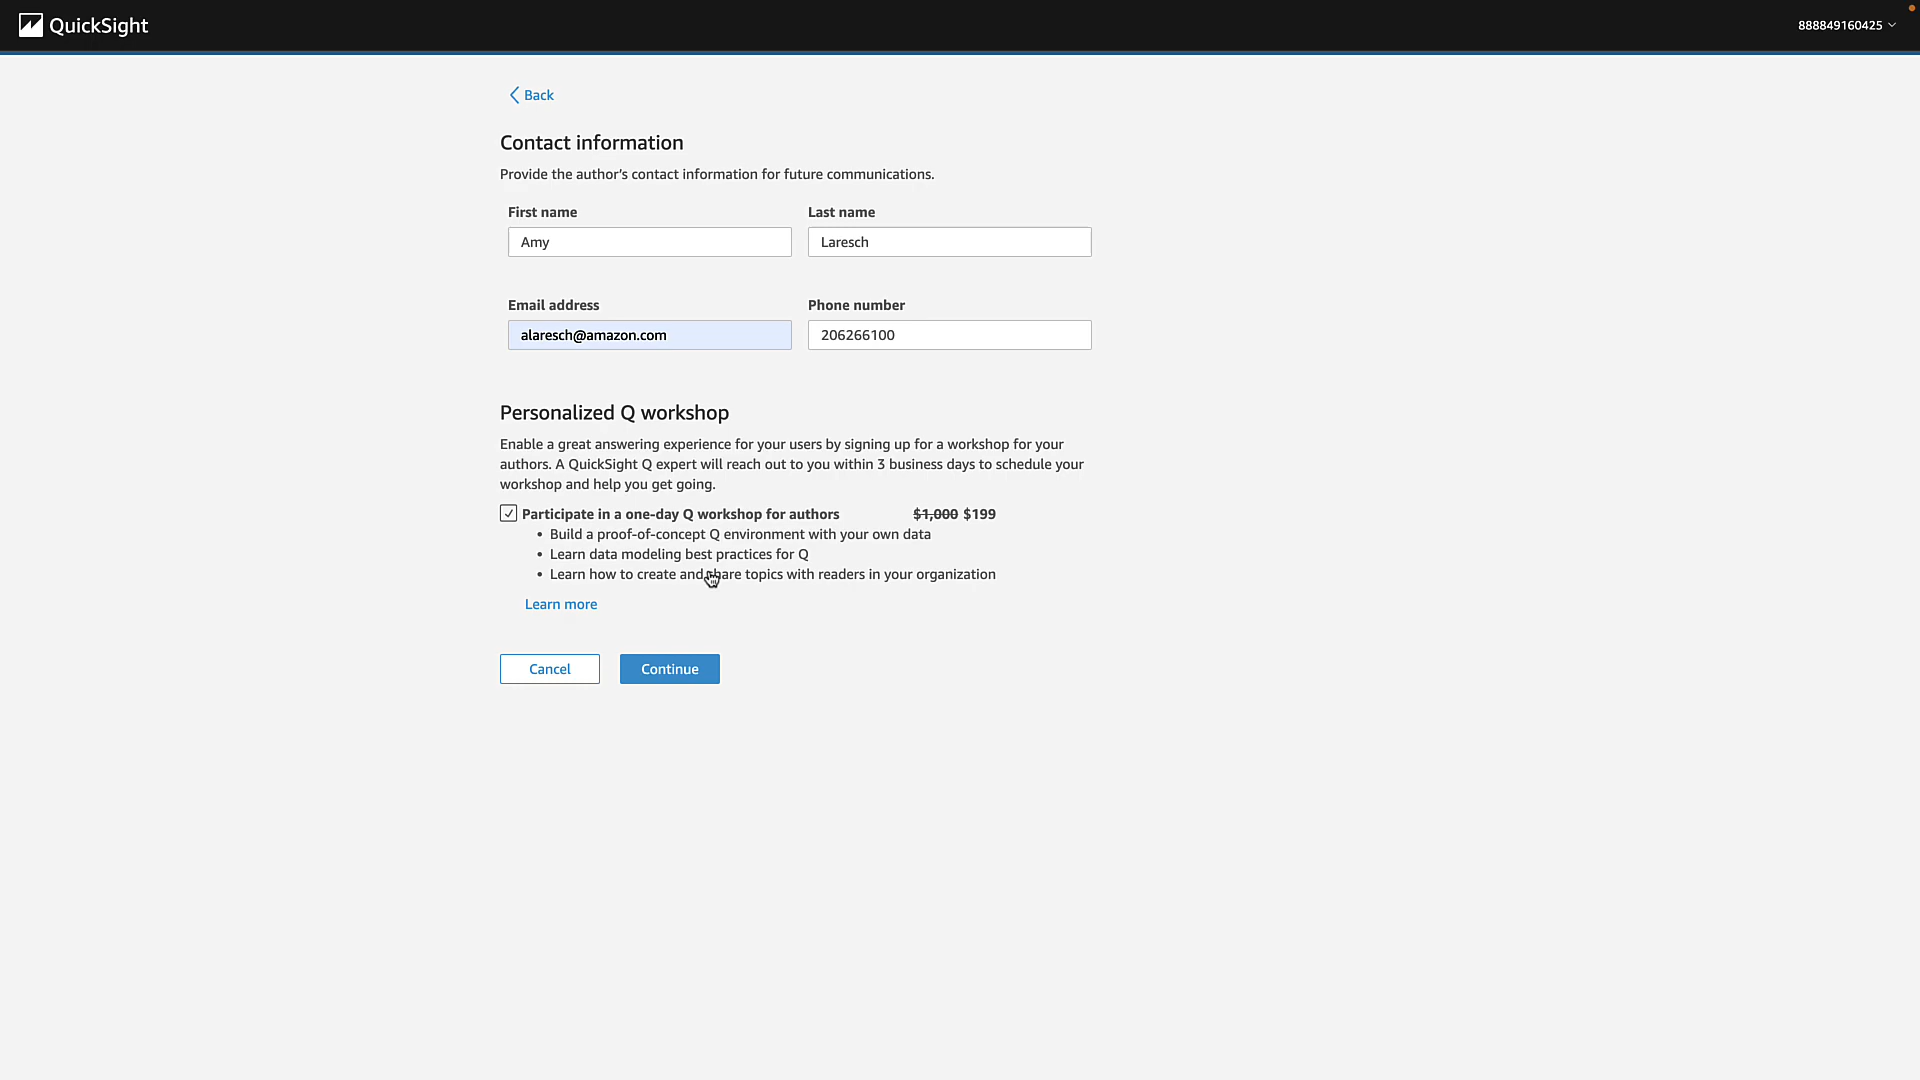 QuickSight
888849160425
Back
Contact information
Provide the author's contact information for future communications.
First name
Last name
Amy
Laresch
Email address
Phone number
alaresch@amazon.com
206266100
Personalized Q workshop
Enable a great answering experience for your users by signing up for a workshop for your
authors. A QuickSight Q expert will reach out to you within 3 business days to schedule your
workshop and help you get going.
Participate in a one-day Q workshop for authors $1,000 $199
• Build a proof-of-concept Q environment with your own data
• Learn data modeling best practices for Q
• Learn how to create and share topics with readers in your organization
Learn more
Cancel
Continue